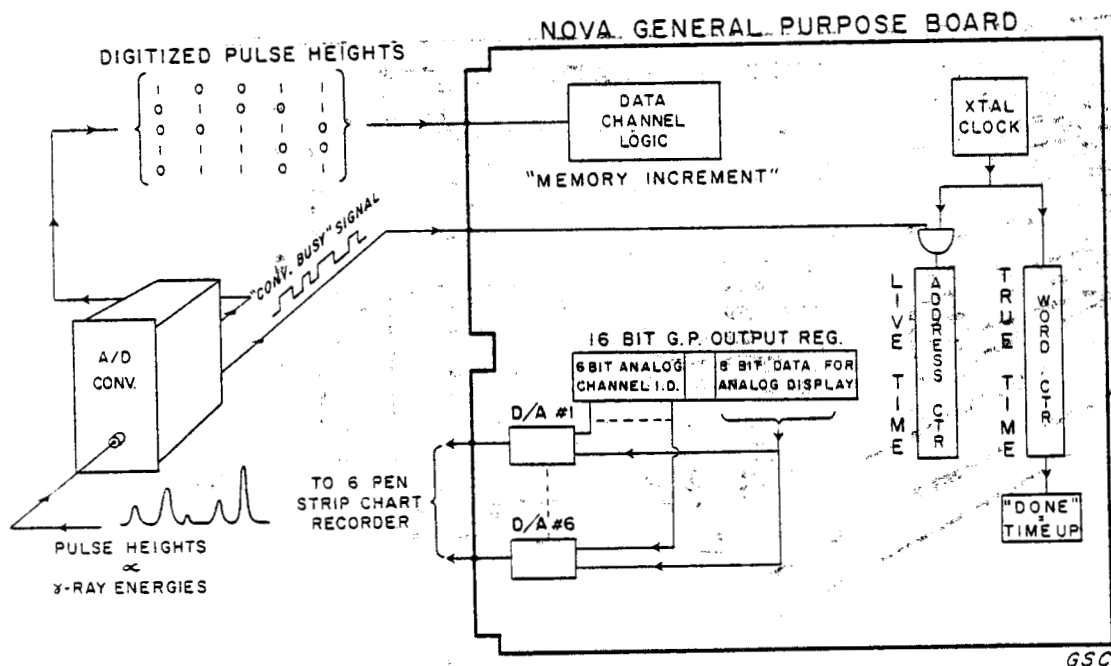 NOVA GENERAL PURPOSE BOARD
DIGITIZED PULSE HEIGHTS
1 0 0 1 1
0 1 0 0 1
0 0 1 1 0
1 1 1 0 0
0 1 1 0 1
DATA
CHANNEL
LOGIC
"MEMORY INCREMENT"
XTAL
CLOCK
"CONV. BUSY" SIGNAL
A/D
CONV.
PULSE HEIGHTS
∝
γ-RAY ENERGIES
LIVE TIME
ADDRESS CTR
TRUE TIME
WORD CTR
"DONE"
=
TIME UP
16 BIT G.P. OUTPUT REG.
6 BIT ANALOG
CHANNEL I.D.
8 BIT DATA FOR
ANALOG DISPLAY
D/A #1
TO 6 PEN
STRIP CHART
RECORDER
D/A #6
GSC